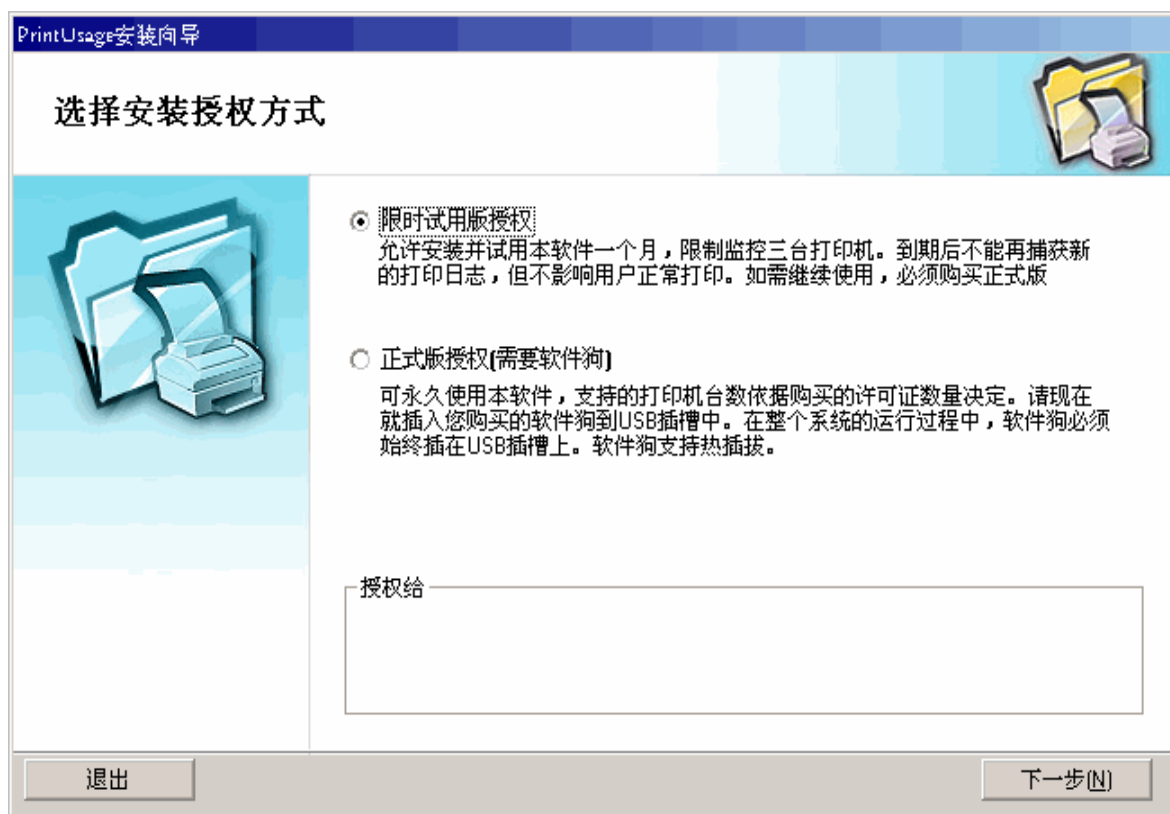 PrintUsage安装向导
选择安装授权方式
限时试用版授权
允许安装并试用本软件一个月，限制监控三台打印机。到期后不能再捕获新
的打印日志，但不影响用户正常打印。如需继续使用，必须购买正式版
正式版授权(需要软件狗)
可永久使用本软件，支持的打印机台数依据购买的许可证数量决定。请现在
就插入您购买的软件狗到USB插槽中。在整个系统的运行过程中，软件狗必须
始终插在USB插槽上。软件狗支持热插拔。
授权给
退出
下一步(N)